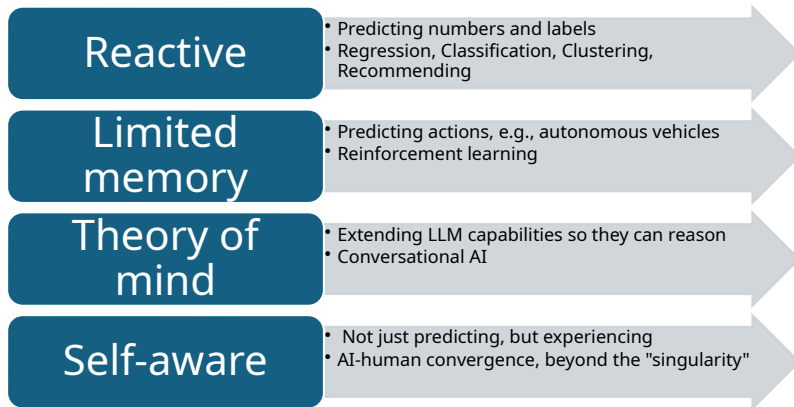 Reactive
• Predicting numbers and labels
• Regression, Classification, Clustering,
Recommending
Limited
memory
• Predicting actions, e.g., autonomous vehicles
• Reinforcement learning
Theory of
mind
• Extending LLM capabilities so they can reason
• Conversational AI
Self-aware
• Not just predicting, but experiencing
• AI-human convergence, beyond the "singularity"